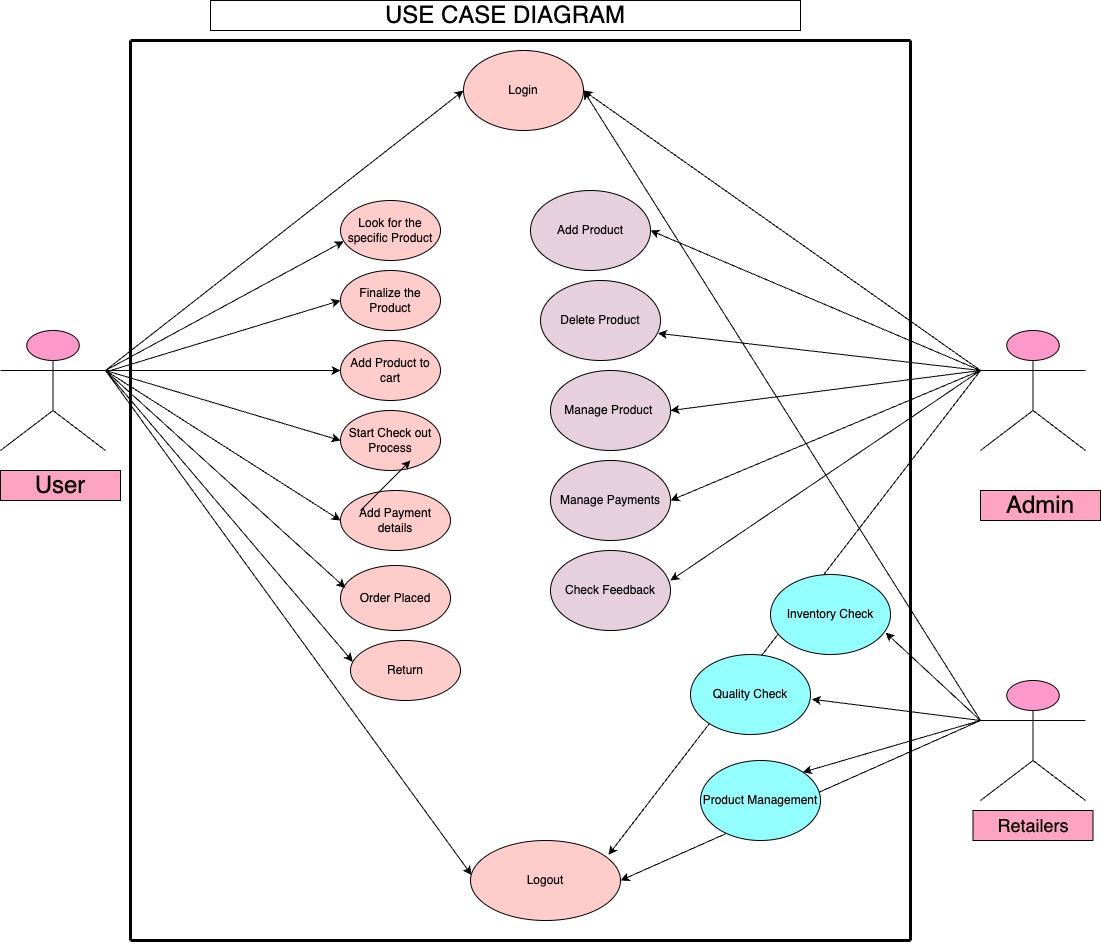 USE CASE DIAGRAM
Login
Look for the
specific Product
Add Product
Finalize the
Product
Delete Product
Add Product to
cart
Manage Product
Start Check out
Process
User
Manage Payments
Admin
Add Payment
details
Order Placed
Check Feedback
Inventory Check
Return
Quality Check
Product Management
Retailers
Logout